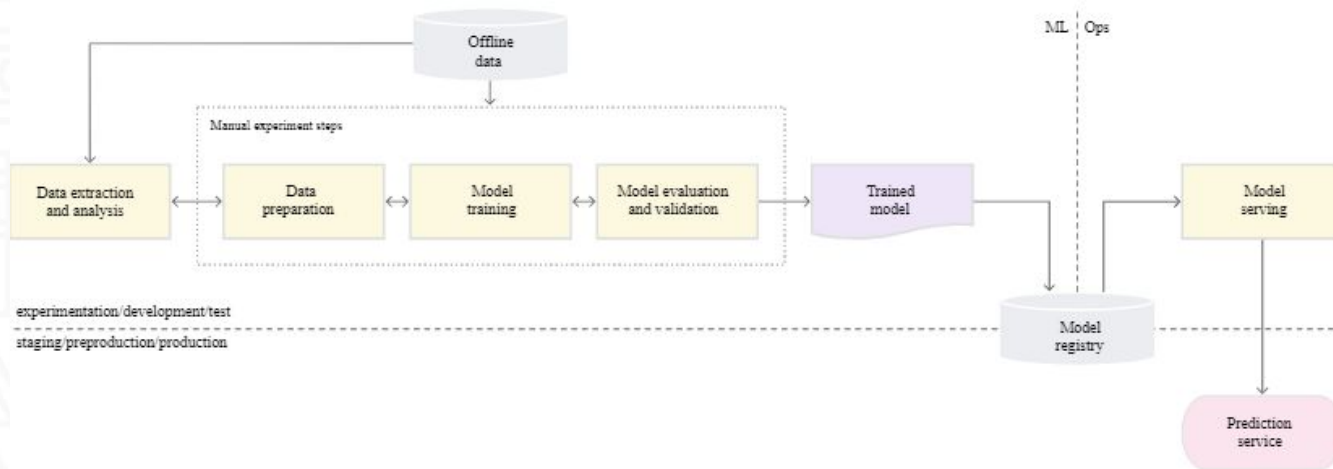 Offline
data
ML
Ops
Manual experiment steps
Data extraction
and analysis
Data
preparation
Model
training
Model evaluation
and validation
Trained
model
Model
serving
experimentation/development/test
staging/preproduction/production
Model
registry
Prediction
service